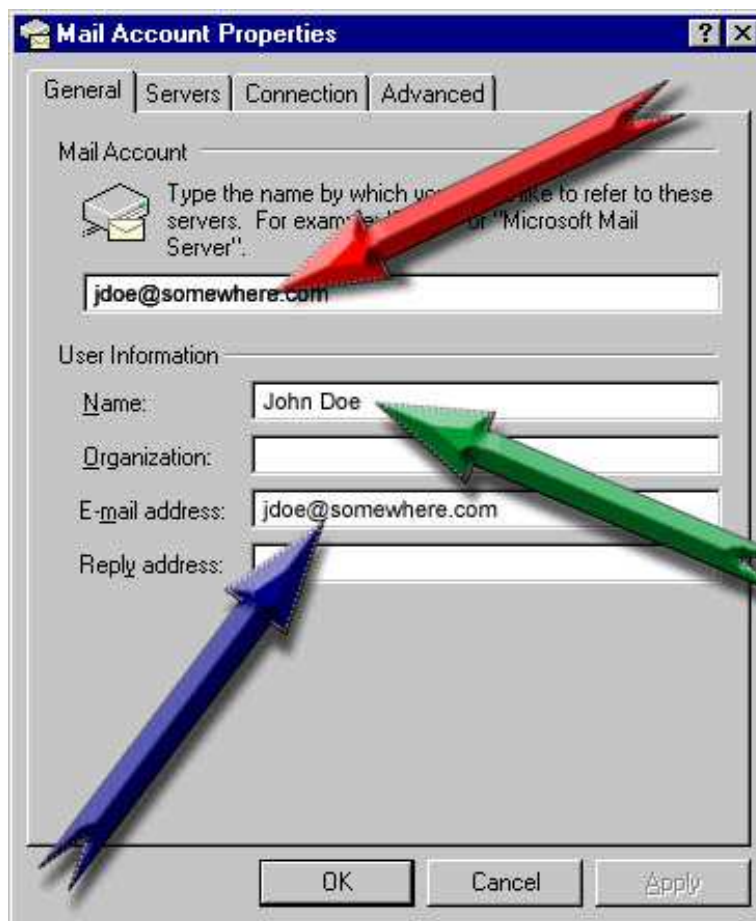 Mail Account Properties
General Servers Connection Advanced
Mail Account
Type the name by which like to refer to these
servers. For or "Microsoft Mail
Server".
jdoe@somewhere.com
User Information
Name: John Doe
Organization:
E-mail address: jdoe@somewhere.com
Reply address:
OK Cancel Apply